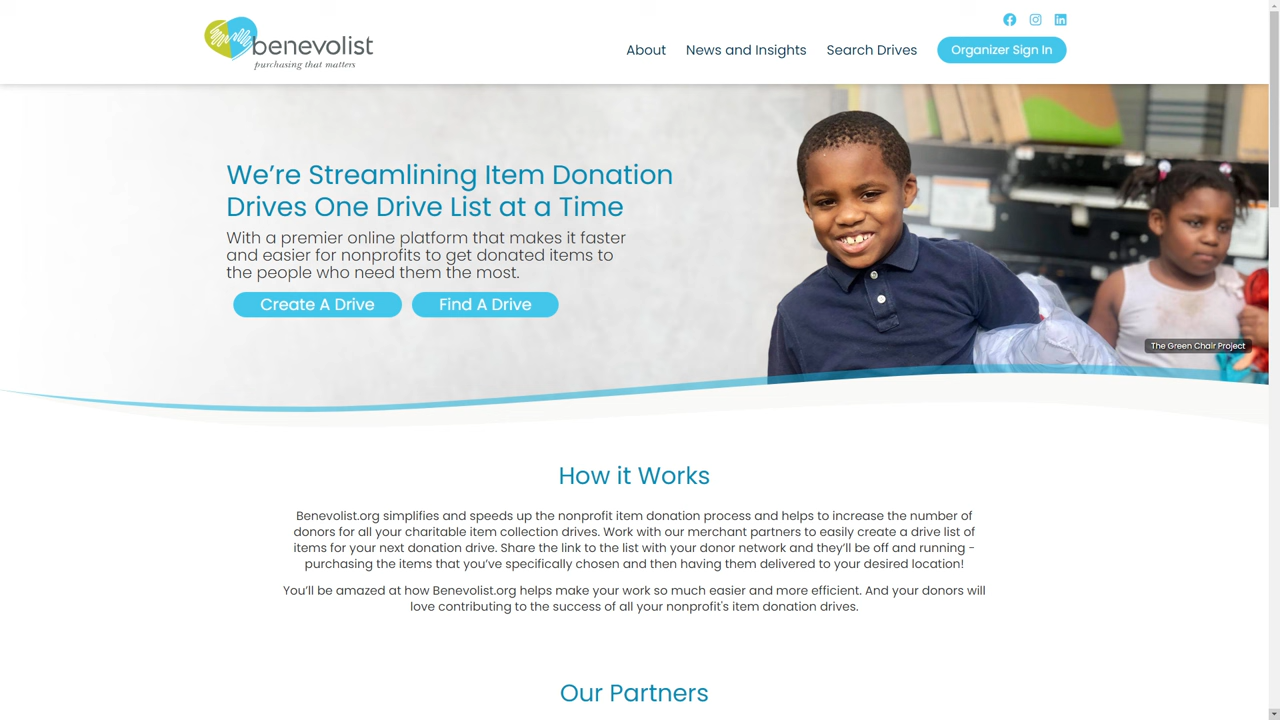 benevolist
purchasing that matters
About
News and Insights
Search Drives
Organizer Sign In
We’re Streamlining Item Donation
Drives One Drive List at a Time
With a premier online platform that makes it faster
and easier for nonprofits to get donated items to
the people who need them the most.
Create A Drive
Find A Drive
The Green Chair Project
How it Works
Benevolist.org simplifies and speeds up the nonprofit item donation process and helps to increase the number of
donors for all your charitable item collection drives. Work with our merchant partners to easily create a drive list of
items for your next donation drive. Share the link to the list with your donor network and they’ll be off and running -
purchasing the items that you’ve specifically chosen and then having them delivered to your desired location!
You’ll be amazed at how Benevolist.org helps make your work so much easier and more efficient. And your donors will
love contributing to the success of all your nonprofit's item donation drives.
Our Partners